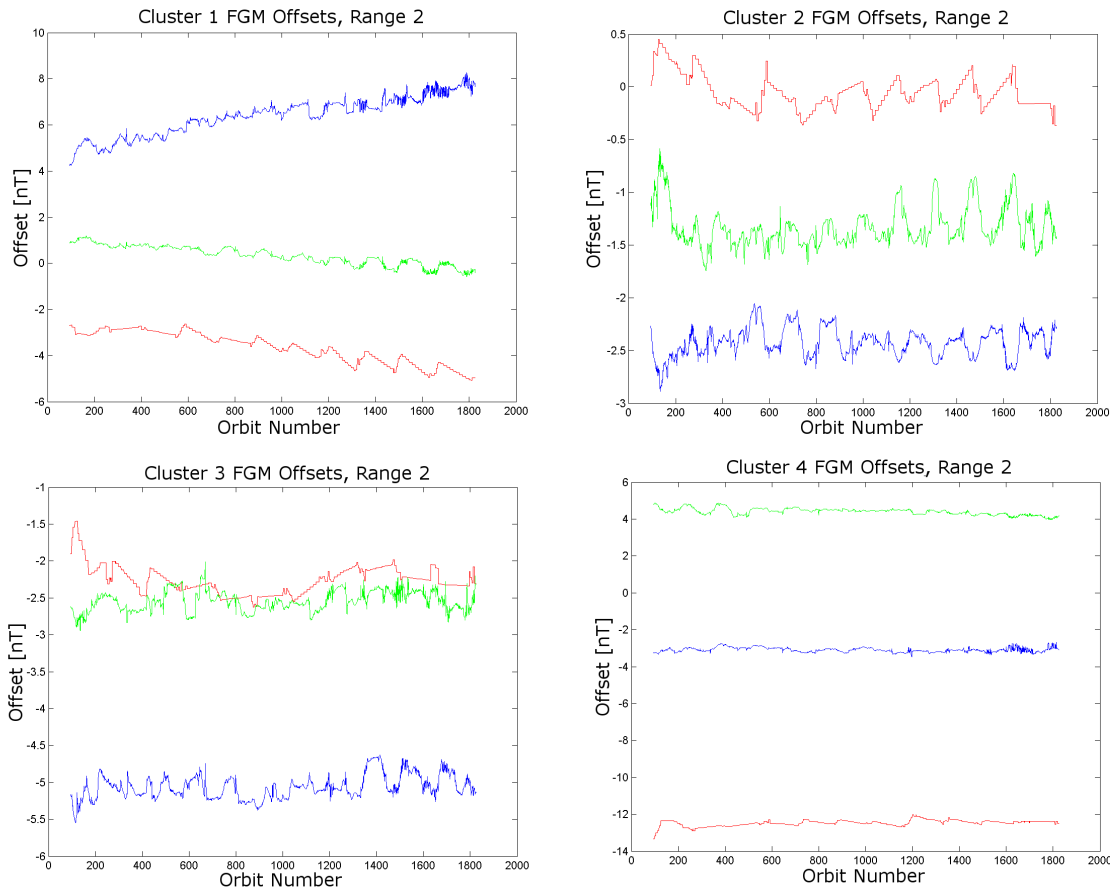 Cluster 1 FGM Offsets, Range 2
10
8
6
4
2
0
-2
-4
-6
Offset [nT]
0 200 400 600 800 1000 1200 1400 1600 1800 2000
Orbit Number
Cluster 2 FGM Offsets, Range 2
0.5
0
-0.5
-1
-1.5
-2
-2.5
-3
Offset [nT]
0 200 400 600 800 1000 1200 1400 1600 1800 2000
Orbit Number
Cluster 3 FGM Offsets, Range 2
-1
-1.5
-2
-2.5
-3
-3.5
-4
-4.5
-5
-5.5
-6
Offset [nT]
0 200 400 600 800 1000 1200 1400 1600 1800 2000
Orbit Number
Cluster 4 FGM Offsets, Range 2
6
4
2
0
-2
-4
-6
-8
-10
-12
-14
Offset [nT]
0 200 400 600 800 1000 1200 1400 1600 1800 2000
Orbit Number